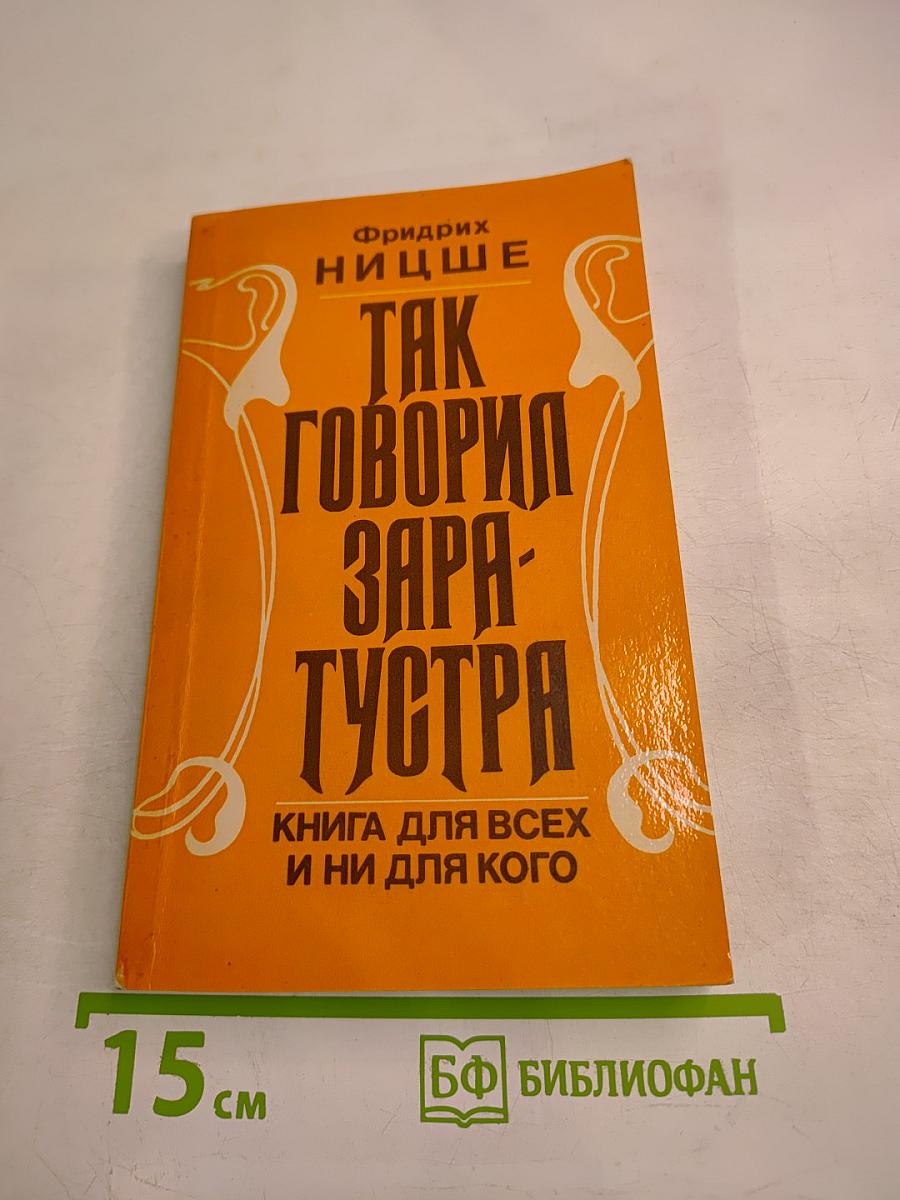 Фридрих
НИЦШЕ
ТАК
ГОВОРИЛ
ЗАРА-
ТУСТРА
КНИГА ДЛЯ ВСЕХ
И НИ ДЛЯ КОГО
15 см
БФ БИБЛИОФАН